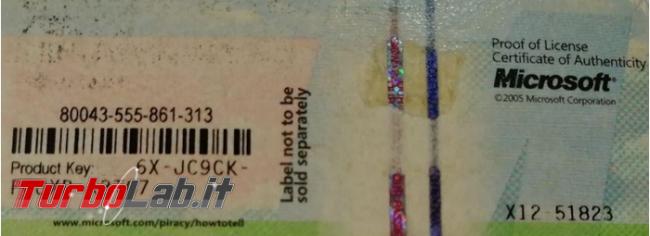 Proof of License
Certificate of Authenticity
Microsoft®
©2005 Microsoft Corporation
80043-555-861-313
Label not to be
sold separately
Product Key: 6X-JC9CK-
TurboLab.it
www.microsoft.com/piracy/howtotell
X12-51823